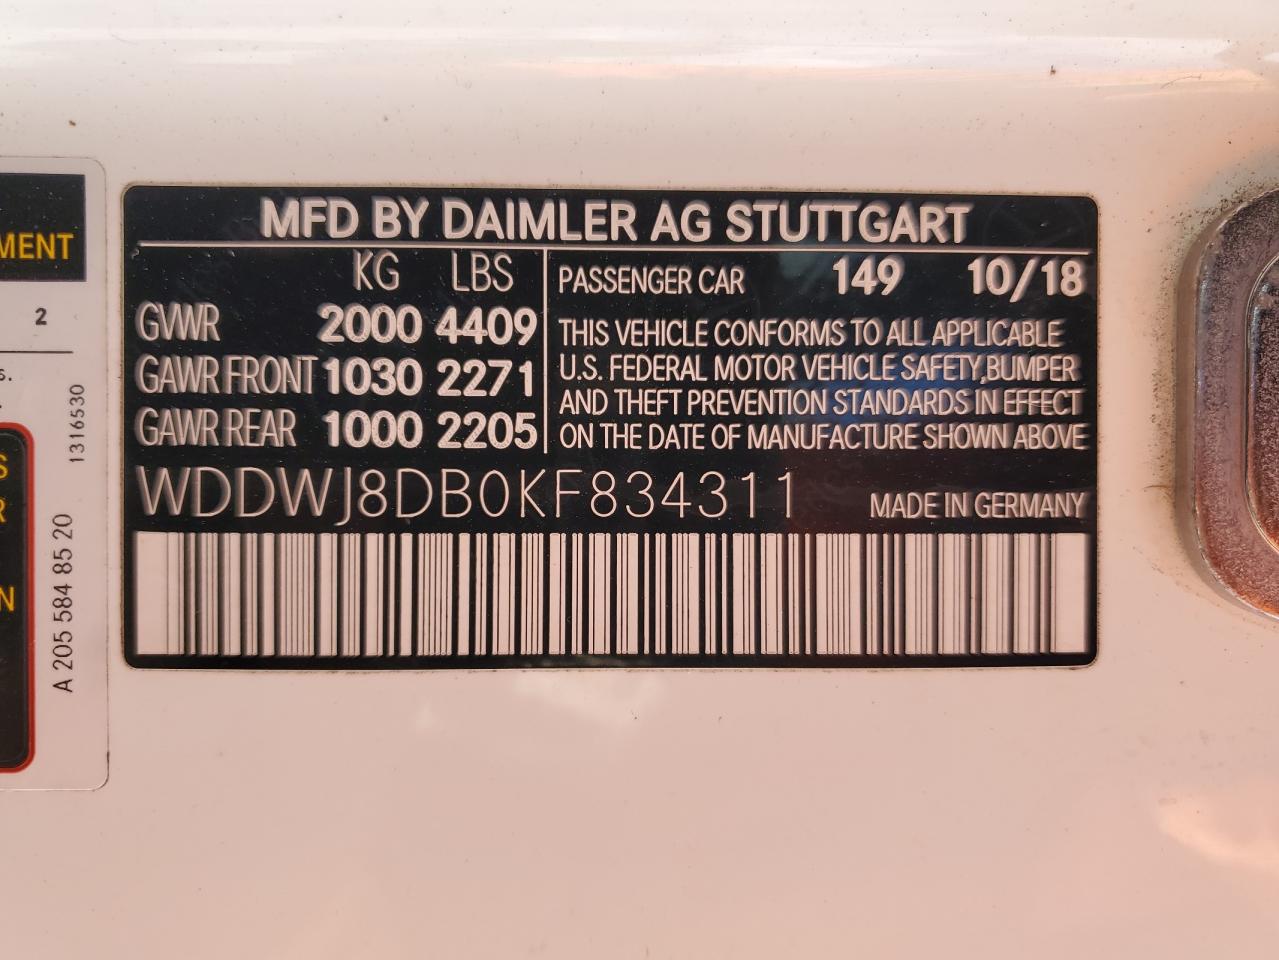 MENT
2
S.
1316530
S
R
N
A 205 584 85 20
MFD BY DAIMLER AG STUTTGART
KG LBS
GVWR 2000 4409
GAWR FRONT 1030 2271
GAWR REAR 1000 2205
PASSENGER CAR 149 10/18
THIS VEHICLE CONFORMS TO ALL APPLICABLE
U.S. FEDERAL MOTOR VEHICLE SAFETY,BUMPER
AND THEFT PREVENTION STANDARDS IN EFFECT
ON THE DATE OF MANUFACTURE SHOWN ABOVE
WDDWJ8DB0KF834311 MADE IN GERMANY